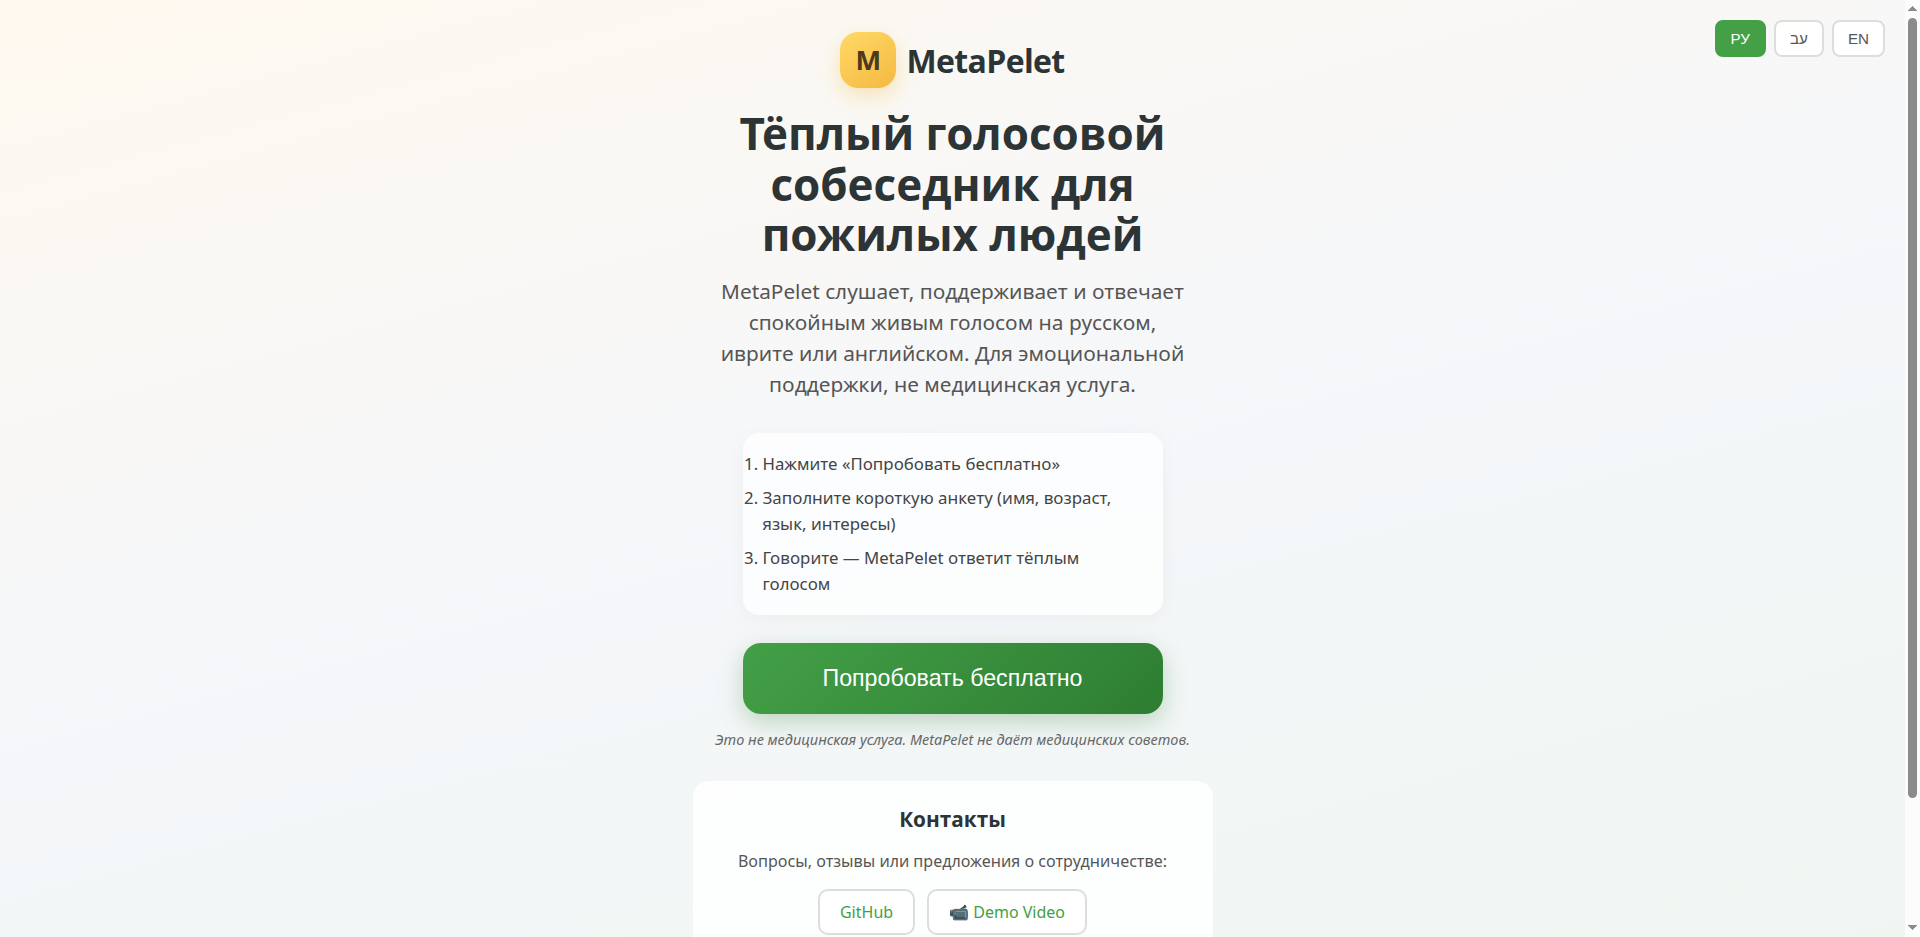 РУ
עב
EN
M
MetaPelet
Тёплый голосовой
собеседник для
пожилых людей
MetaPelet слушает, поддерживает и отвечает
спокойным живым голосом на русском,
иврите или английском. Для эмоциональной
поддержки, не медицинская услуга.
1. Нажмите «Попробовать бесплатно»
2. Заполните короткую анкету (имя, возраст,
язык, интересы)
3. Говорите — MetaPelet ответит тёплым
голосом
Попробовать бесплатно
Это не медицинская услуга. MetaPelet не даёт медицинских советов.
Контакты
Вопросы, отзывы или предложения о сотрудничестве:
GitHub
📹 Demo Video